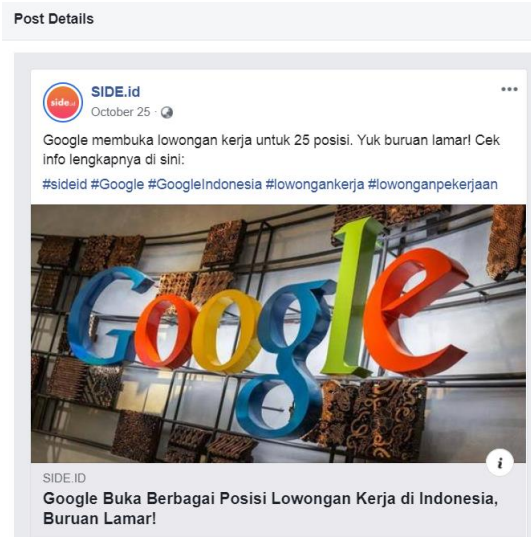 Post Details
side.id
SIDE.id
October 25 ·
Google membuka lowongan kerja untuk 25 posisi. Yuk buruan lamar! Cek
info lengkapnya di sini:
#sideid #Google #GoogleIndonesia #lowongankerja #lowonganpekerjaan
Google
i
SIDE.ID
Google Buka Berbagai Posisi Lowongan Kerja di Indonesia,
Buruan Lamar!